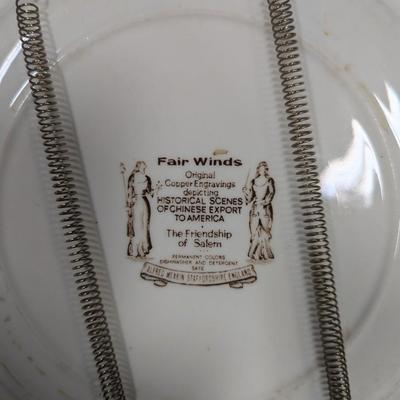 Fair Winds
Original
Copper Engravings
depicting
HISTORICAL SCENES
OF CHINESE EXPORT
TO AMERICA
The Friendship
of Salem
PERMANENT COLORS
DISHWASHER AND DETERGENT
SAFE
ALFRED MEAKIN STAFFORDSHIRE ENGLAND